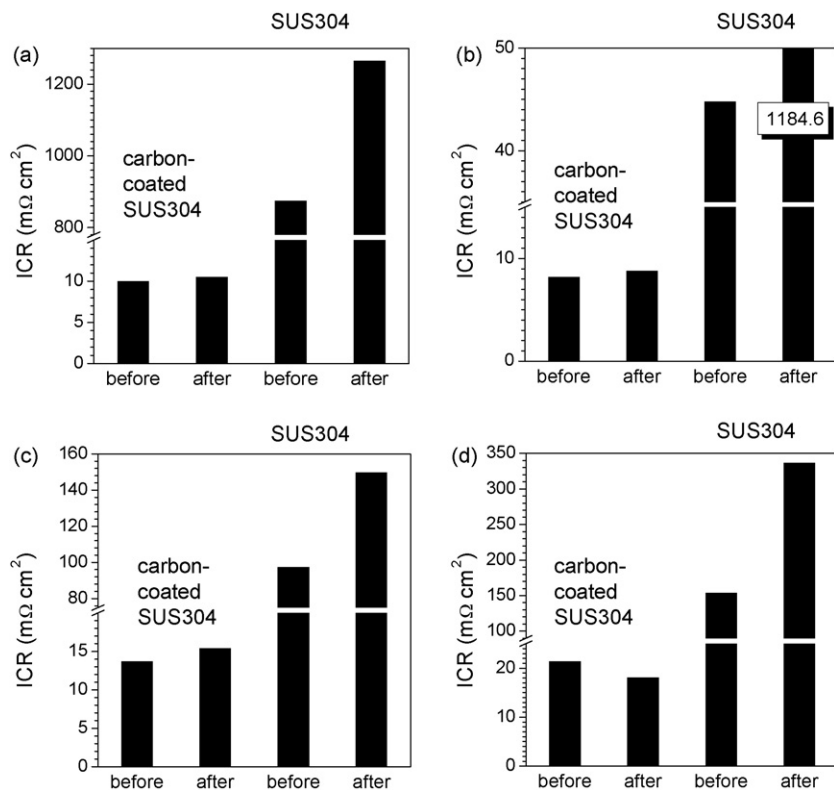 SUS304
(a)
ICR (mΩ cm²)
1200
1000
800
10
5
0
carbon-
coated
SUS304
before after before after
SUS304
(b)
ICR (mΩ cm²)
50
40
10
0
carbon-
coated
SUS304
1184.6
before after before after
SUS304
(c)
ICR (mΩ cm²)
160
140
120
100
80
15
10
5
0
carbon-
coated
SUS304
before after before after
SUS304
(d)
ICR (mΩ cm²)
350
300
250
200
150
100
20
10
0
carbon-
coated
SUS304
before after before after